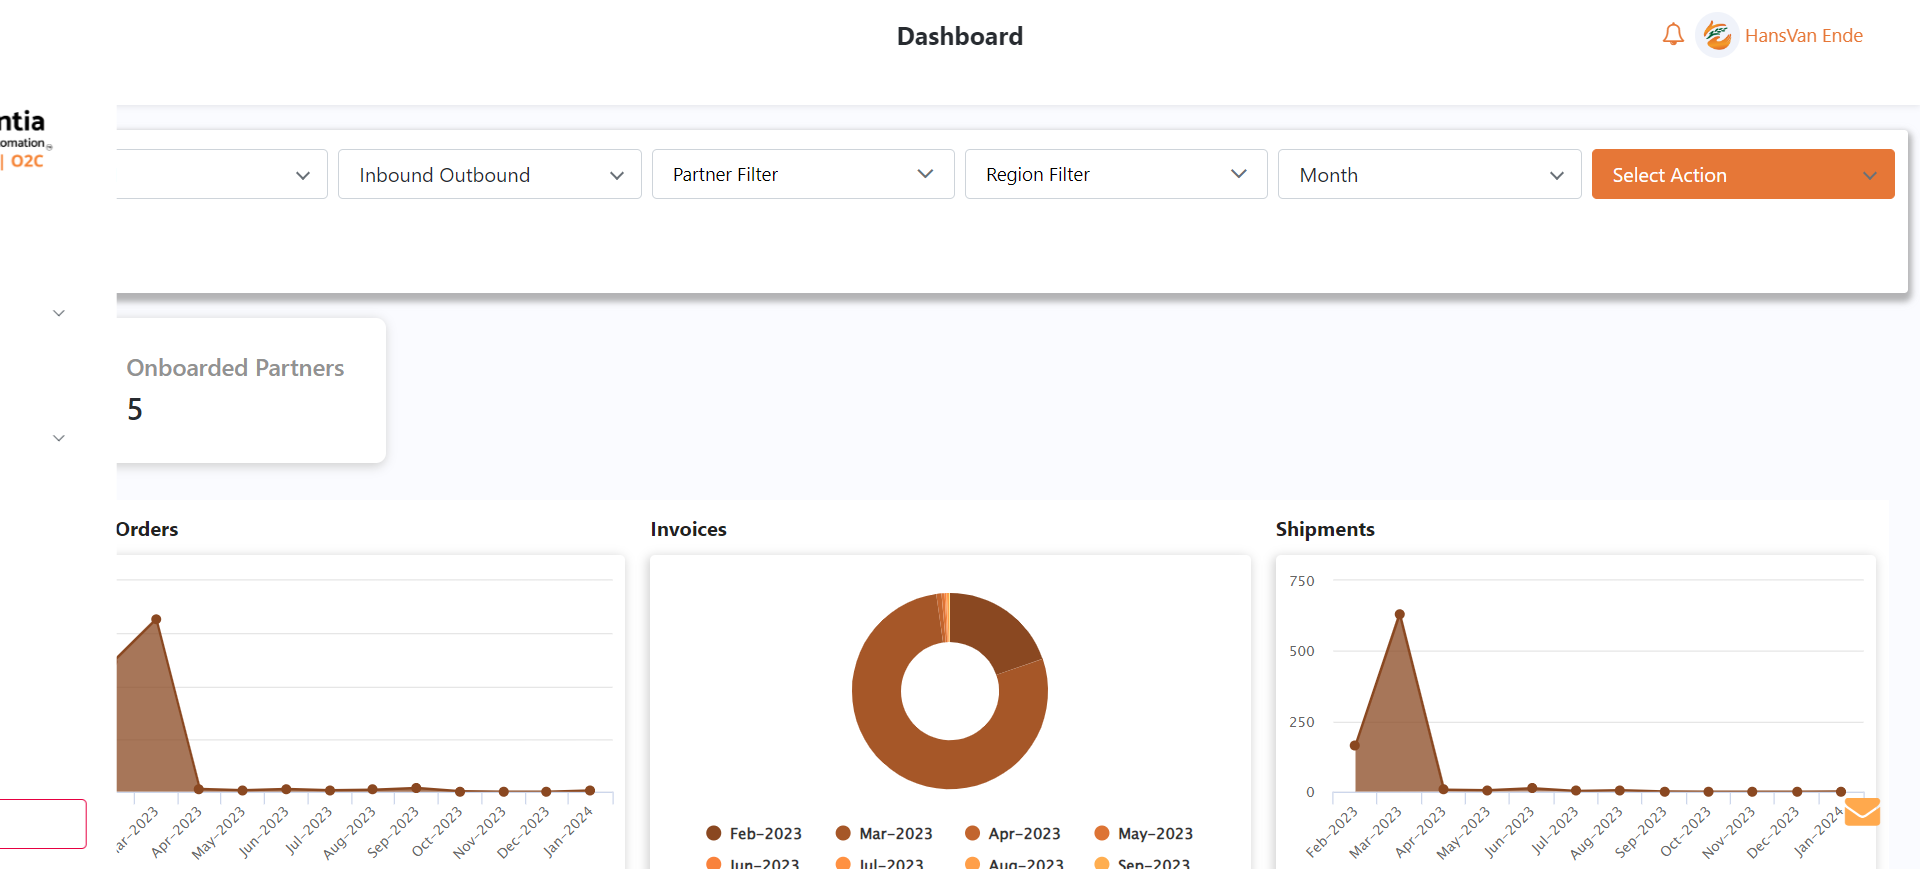 Dashboard
HansVan Ende
ntia
omation
| O2C
Inbound Outbound
Partner Filter
Region Filter
Month
Select Action
Onboarded Partners
5
Orders
Invoices
Shipments
ar-2023
Apr-2023
May-2023
Jun-2023
Jul-2023
Aug-2023
Sep-2023
Oct-2023
Nov-2023
Dec-2023
Jan-2024
Feb-2023
Mar-2023
Apr-2023
May-2023
Jun-2023
Jul-2023
Aug-2023
Sep-2023
750
500
250
0
Feb-2023
Mar-2023
Apr-2023
May-2023
Jun-2023
Jul-2023
Aug-2023
Sep-2023
Oct-2023
Nov-2023
Dec-2023
Jan-2024